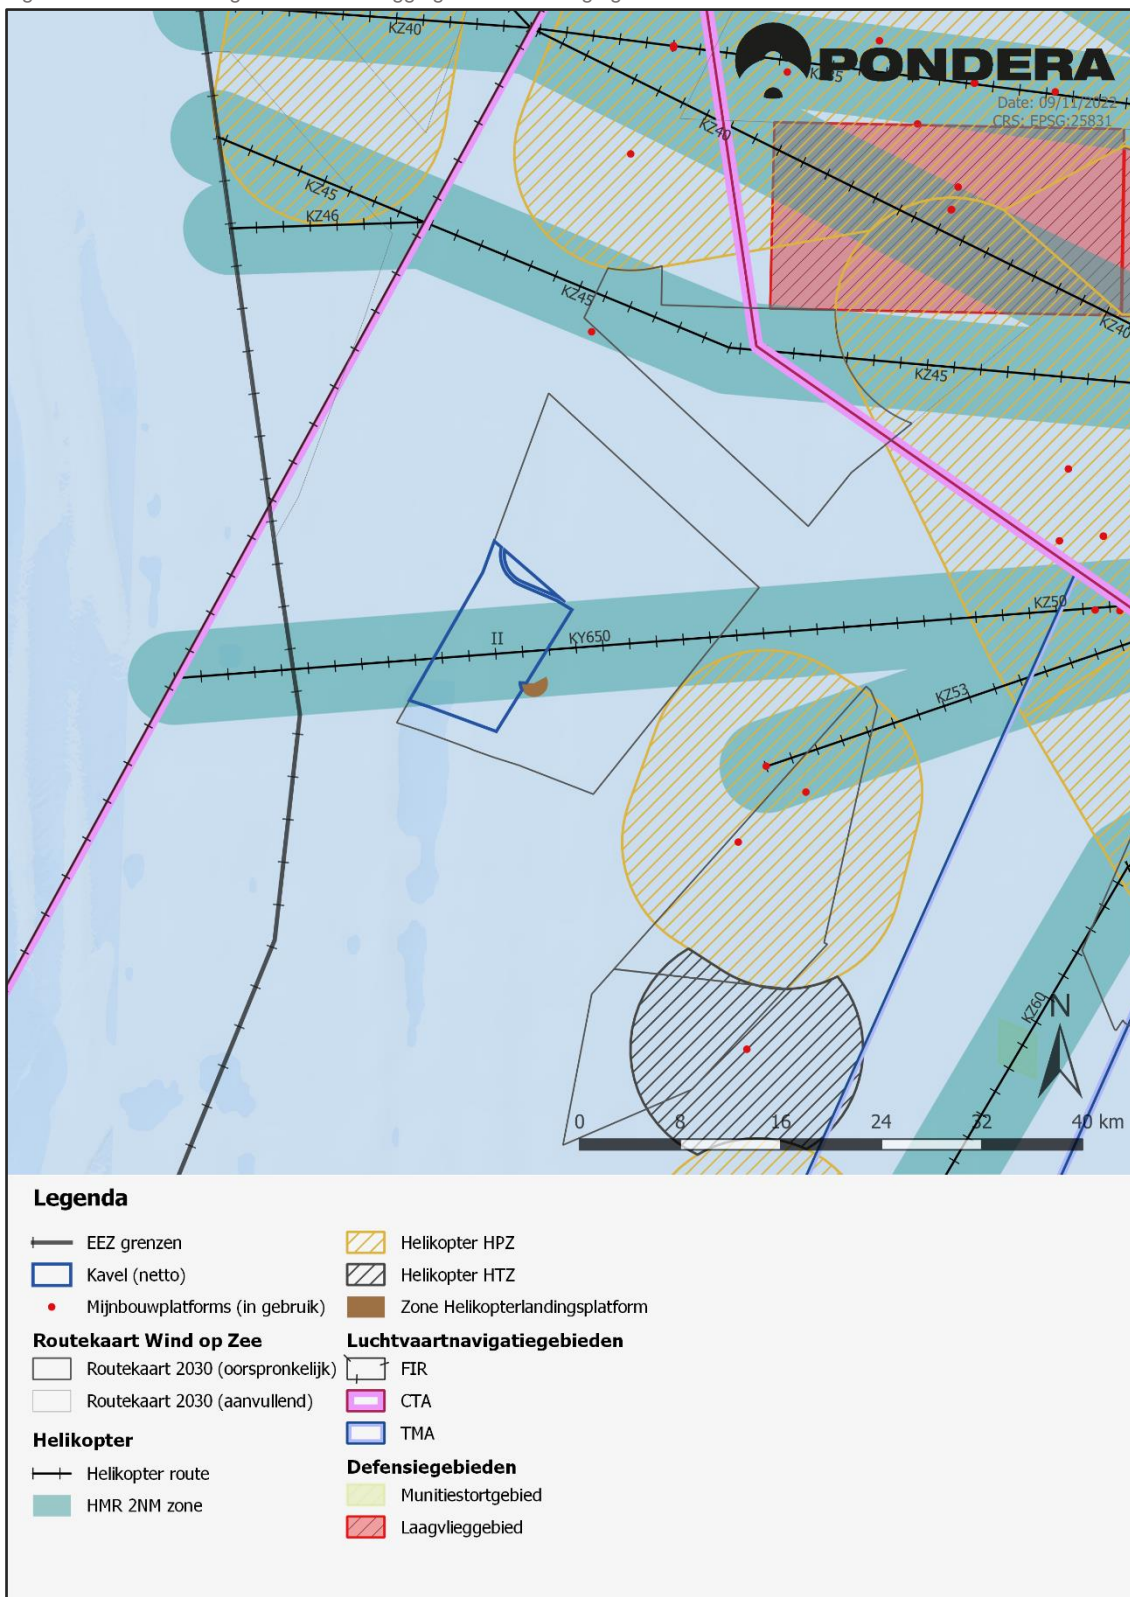 KZ40
PONDERA
Date: 09/11/2022
CRS: EPSG:25831
KZ40
KZ45
KZ46
KZ45
KZ40
KZ45
KZ50
II
KY650
KZ53
KZ60
N
0 8 16 24 32 40 km
Legenda
EEZ grenzen
Kavel (netto)
Mijnbouwplatforms (in gebruik)
Routekaart Wind op Zee
Routekaart 2030 (oorspronkelijk)
Routekaart 2030 (aanvullend)
Helikopter
Helikopter route
HMR 2NM zone
Helikopter HPZ
Helikopter HTZ
Zone Helikopterlandingsplatform
Luchtvaartnavigatiegebieden
FIR
CTA
TMA
Defensiegebieden
Munitiestortgebied
Laagvlieggebied